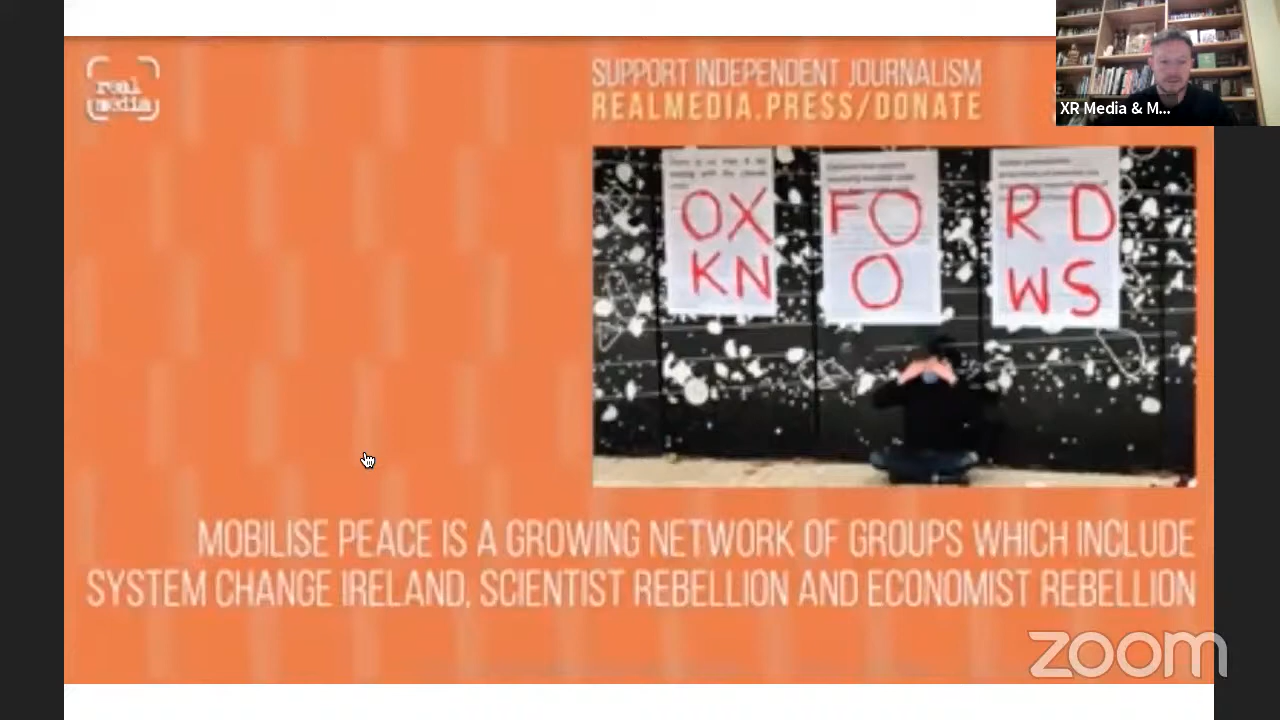 real
media
SUPPORT INDEPENDENT JOURNALISM
REALMEDIA.PRESS/DONATE
XR Media & M...
OX FO RD
KN O WS
MOBILISE PEACE IS A GROWING NETWORK OF GROUPS WHICH INCLUDE
SYSTEM CHANGE IRELAND, SCIENTIST REBELLION AND ECONOMIST REBELLION
zoom